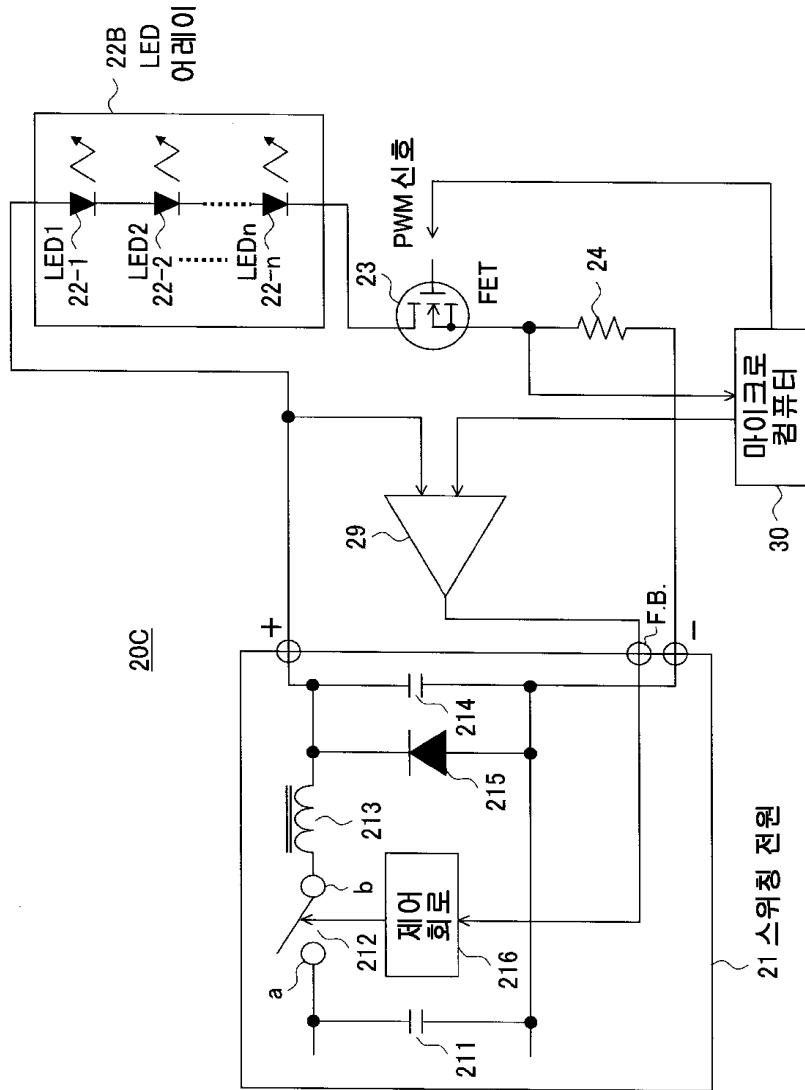 20C
22B
LED
어레이
LED1
22-1
LED2
22-2
LEDn
22-n
PWM 신호
23
FET
24
29
마이크로
컴퓨터
30
+
F.B.
−
a
b
211
212
213
214
215
제어
회로
216
21 스위칭 전원